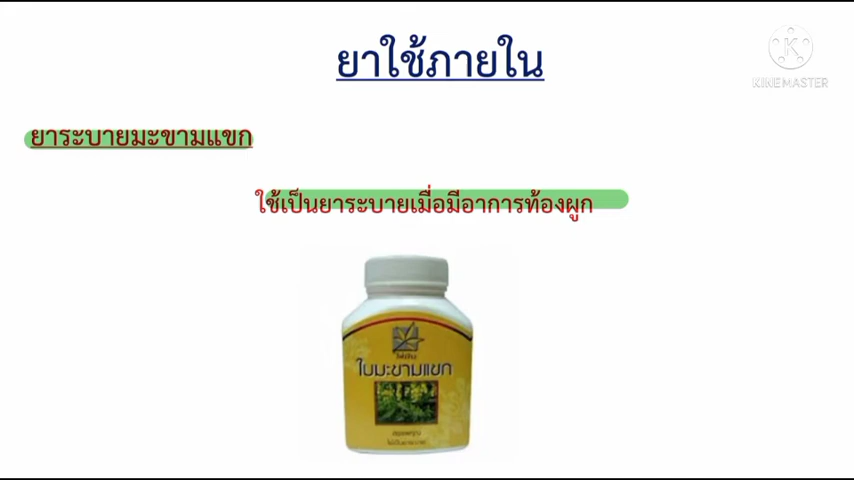 ยาใช้ภายใน
KINEMASTER
ยาระบายมะขามแขก
ใช้เป็นยาระบายเมื่อมีอาการท้องผูก
ใบมะขามแขก